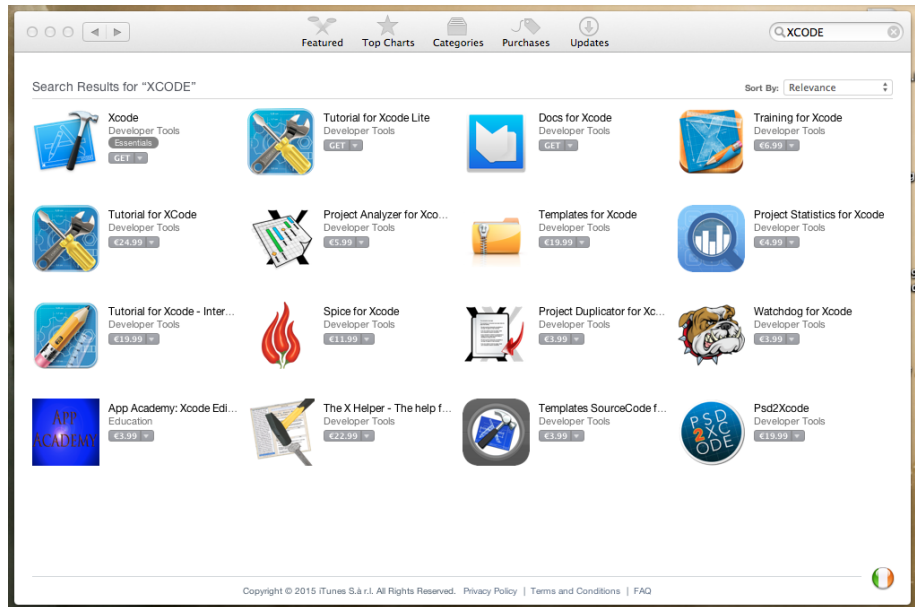 Featured Top Charts Categories Purchases Updates
XCODE
Search Results for “XCODE”
Sort By: Relevance
Xcode
Developer Tools
Essentials
GET
Tutorial for Xcode Lite
Developer Tools
GET
Docs for Xcode
Developer Tools
GET
Training for Xcode
Developer Tools
€6.99
Tutorial for XCode
Developer Tools
€24.99
Project Analyzer for Xco...
Developer Tools
€5.99
Templates for Xcode
Developer Tools
€19.99
Project Statistics for Xcode
Developer Tools
€4.99
Tutorial for Xcode - Inter...
Developer Tools
€19.99
Spice for Xcode
Developer Tools
€11.99
Project Duplicator for Xc...
Developer Tools
€3.99
Watchdog for Xcode
Developer Tools
€3.99
APP
ACADEMY
App Academy: Xcode Edi...
Education
€3.99
The X Helper - The help f...
Developer Tools
€22.99
Templates SourceCode f...
Developer Tools
€3.99
PSD
2XC
ODE
Psd2Xcode
Developer Tools
€19.99
Copyright © 2015 iTunes S.à r.l. All Rights Reserved. Privacy Policy | Terms and Conditions | FAQ